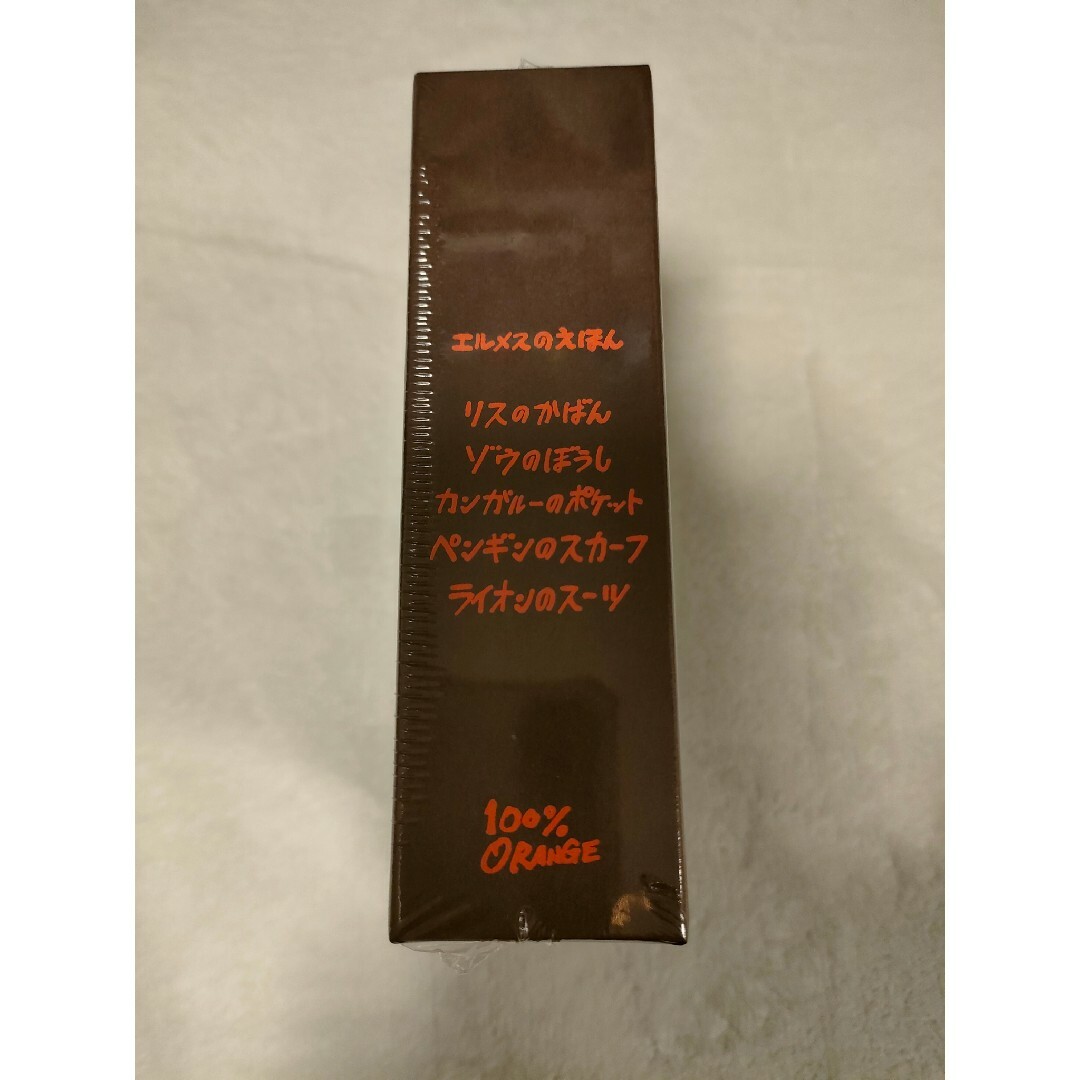 エルメスのえほん
リスのかばん
ゾウのぼうし
カンガルーのポケット
ペンギンのスカーフ
ライオンのスーツ
100%
ORANGE